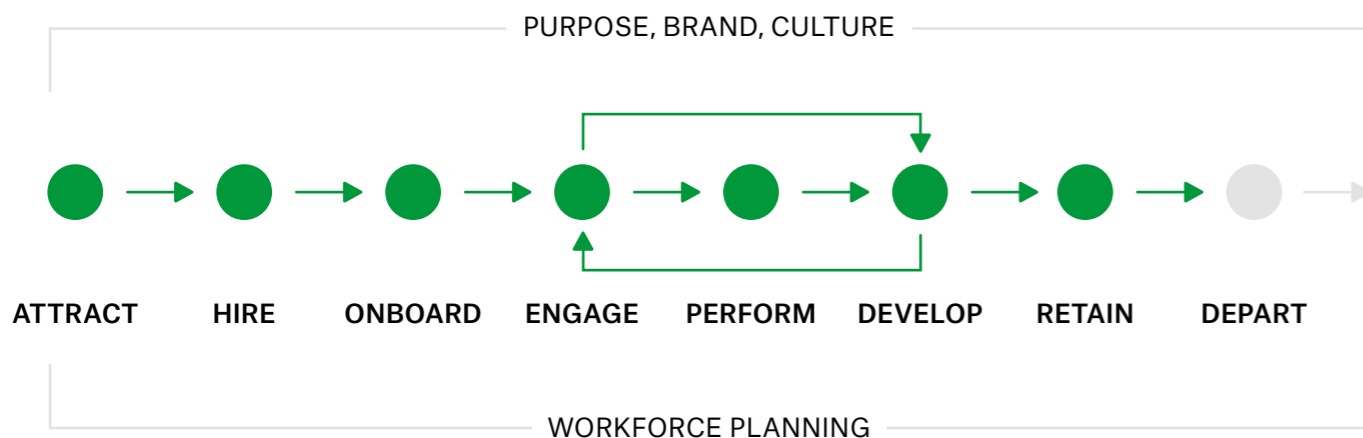 PURPOSE, BRAND, CULTURE
ATTRACT HIRE ONBOARD ENGAGE PERFORM DEVELOP RETAIN DEPART
WORKFORCE PLANNING